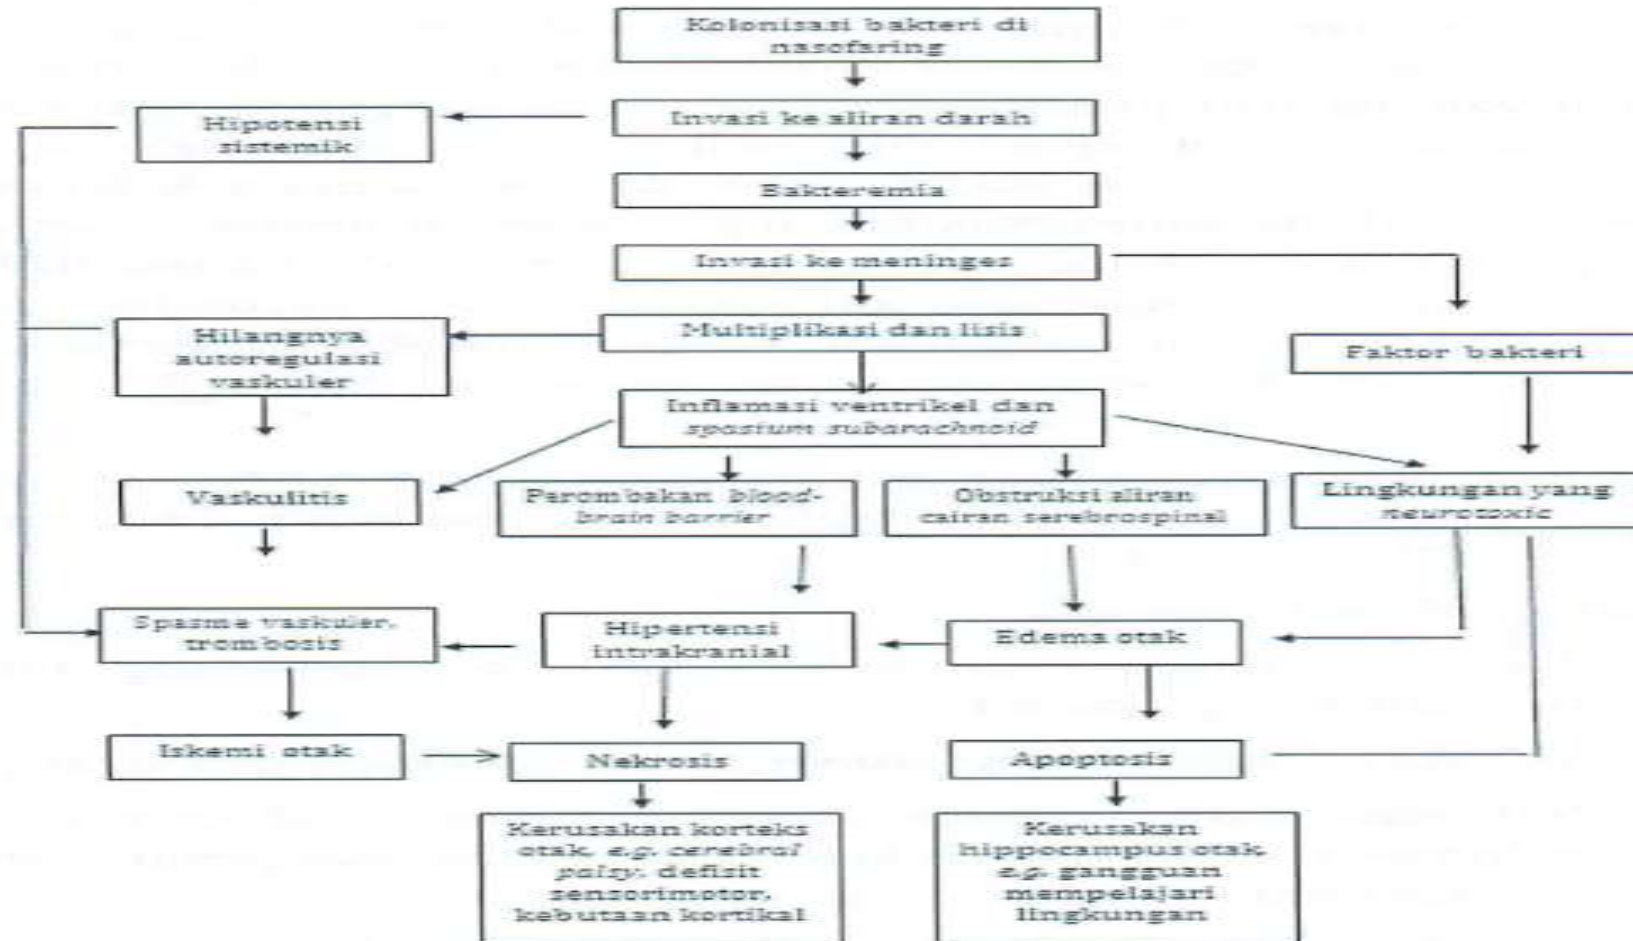 Kolonisasi bakteri di
nasofaring
Hipotensi
sistemik
Invasi ke aliran darah
Bakteremia
Invasi ke meninges
Hilangnya
autoregulasi
vaskuler
Multiplikasi dan lisis
Faktor bakteri
Inflamasi ventrikel dan
spasium subarachnoid
Vaskulitis
Perombakan blood-
brain barrier
Obstruksi aliran
cairan serebrospinal
Lingkungan yang
neurotoxic
Spasme vaskuler,
trombosis
Hipertensi
intrakranial
Edema otak
Iskemi otak
Nekrosis
Apoptosis
Kerusakan korteks
otak, e.g. cerebral
palsy, defisit
sensorimotor,
kebutaan kortikal
Kerusakan
hippocampus otak
e.g. gangguan
mempelajari
lingkungan